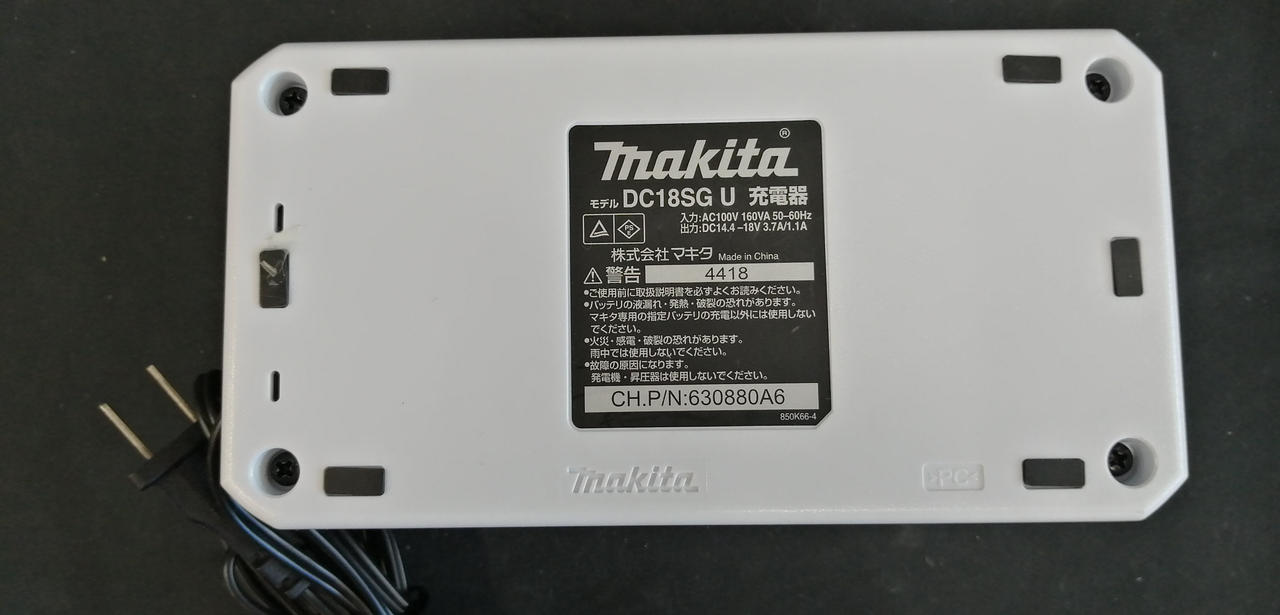 makita®
モデル DC18SG U 充電器
PS E
入力:AC100V 160VA 50-60Hz
出力:DC14.4-18V 3.7A/1.1A
株式会社マキタ Made in China
⚠警告 4418
●ご使用前に取扱説明書を必ずよくお読みください。
●バッテリの液漏れ・発熱・破裂の恐れがあります。
マキタ専用の指定バッテリの充電以外には使用しない
でください。
●火災・感電・破裂の恐れがあります。
雨中では使用しないでください。
●故障の原因になります。
発電機・昇圧器は使用しないでください。
CH.P/N:630880A6
850K66-4
makita
>PC<